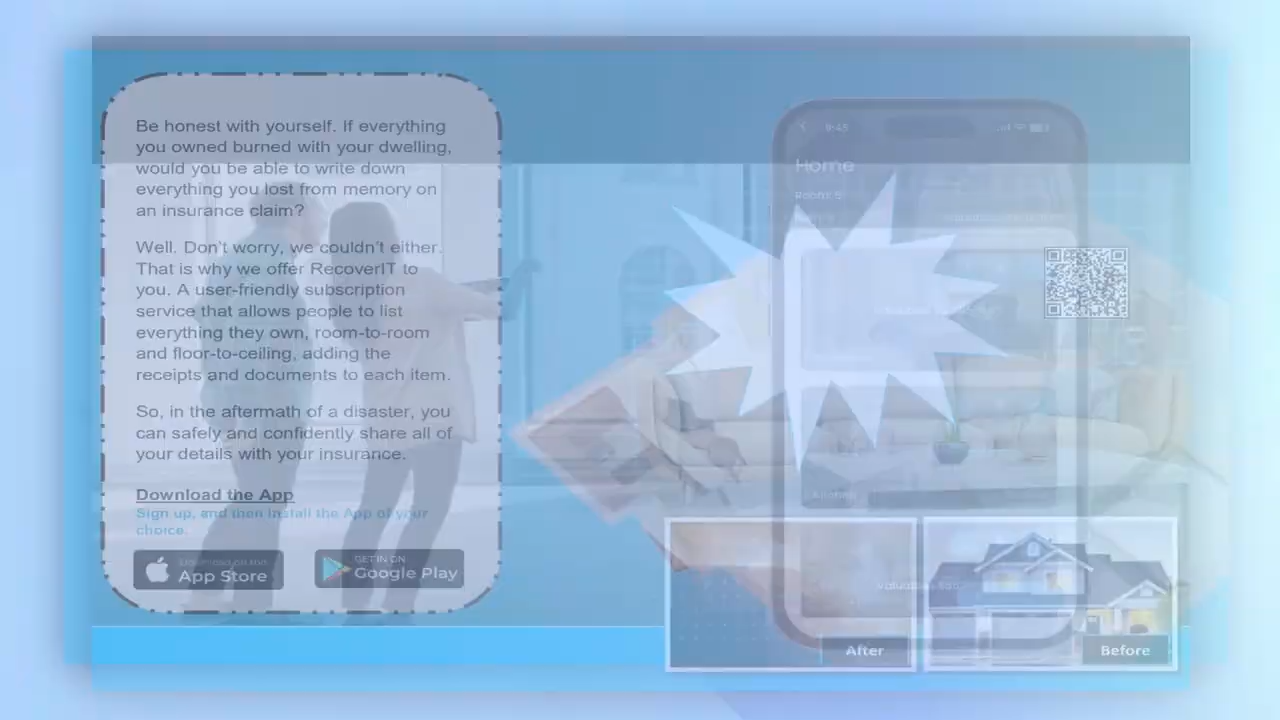 Be honest with yourself. If everything
you owned burned with your dwelling,
would you be able to write down
everything you lost from memory on
an insurance claim?
Well. Don't worry, we couldn't either.
That is why we offer RecoverIT to
you. A user-friendly subscription
service that allows people to list
everything they own, room-to-room
and floor-to-ceiling, adding the
receipts and documents to each item.
So, in the aftermath of a disaster, you
can safely and confidently share all of
your details with your insurance.
Download the App
Sign up, and then install the App of your
choice.
App Store
GET IN ON
Google Play
9:45
Home
Kitchen
After
Before